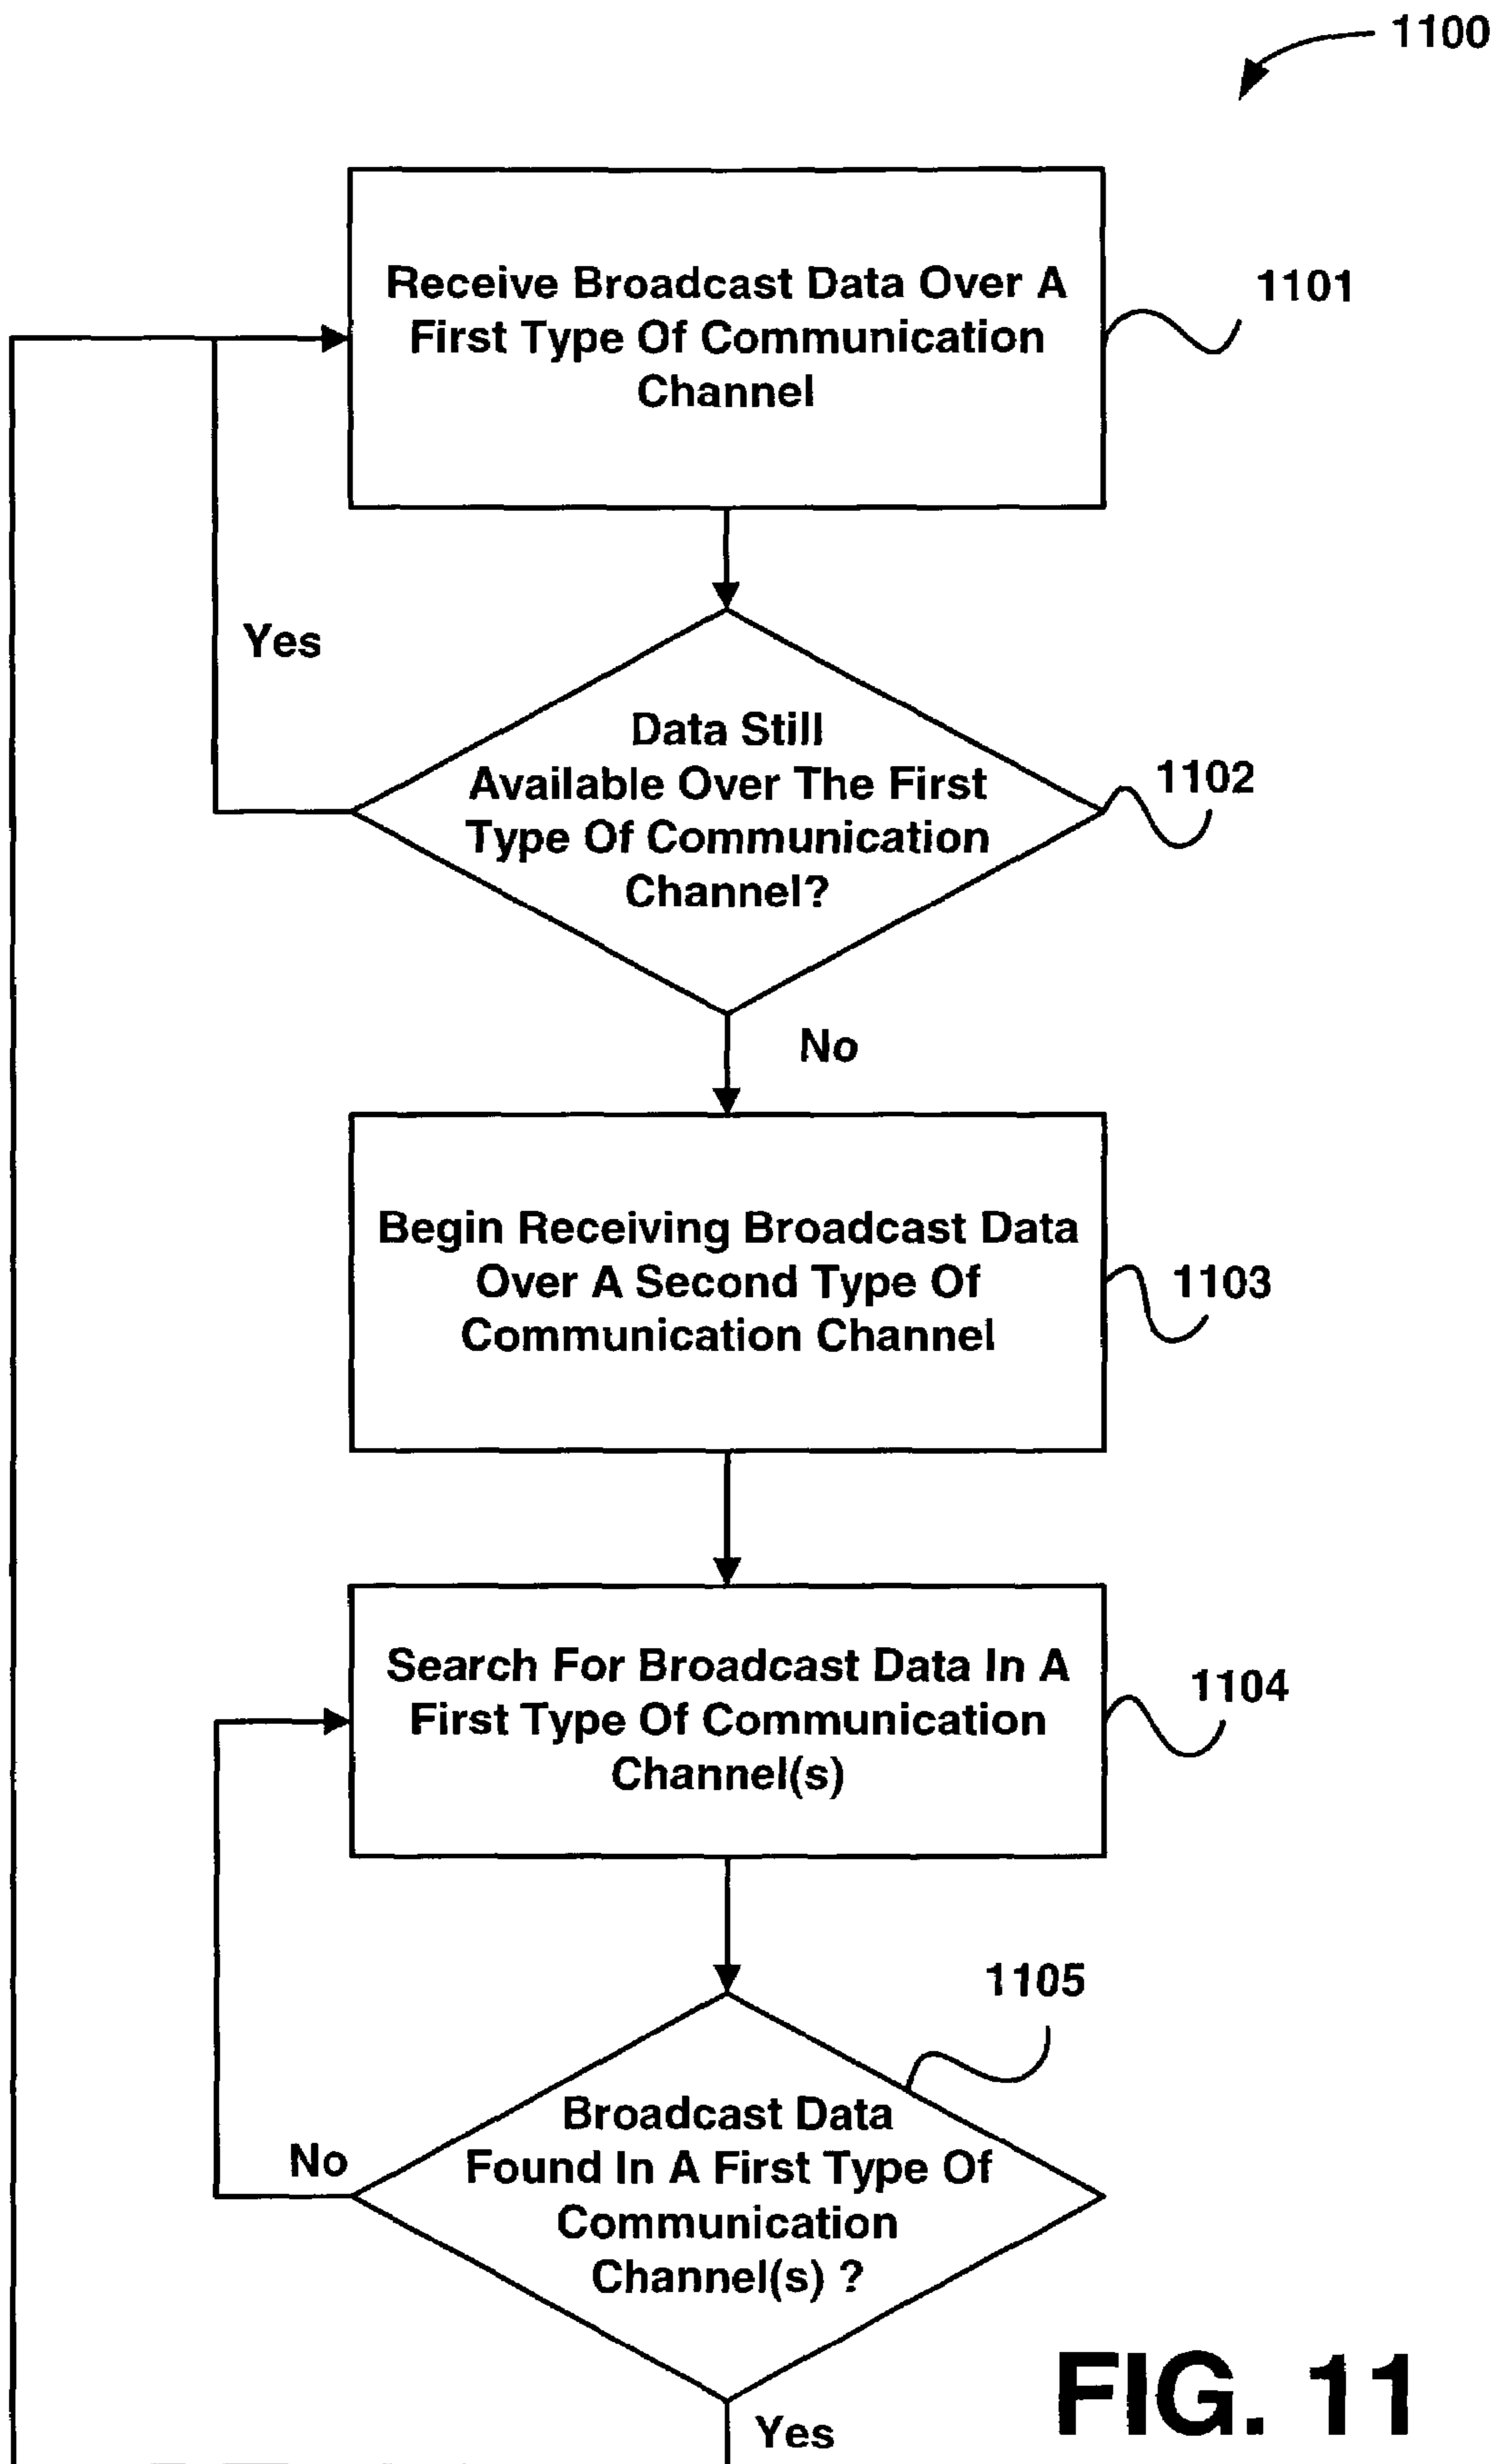 1100
Receive Broadcast Data Over A
First Type Of Communication
Channel
1101
Yes
Data Still
Available Over The First
Type Of Communication
Channel?
1102
No
Begin Receiving Broadcast Data
Over A Second Type Of
Communication Channel
1103
Search For Broadcast Data In A
First Type Of Communication
Channel(s)
1104
1105
Broadcast Data
Found In A First Type Of
Communication
Channel(s) ?
No
Yes
FIG. 11